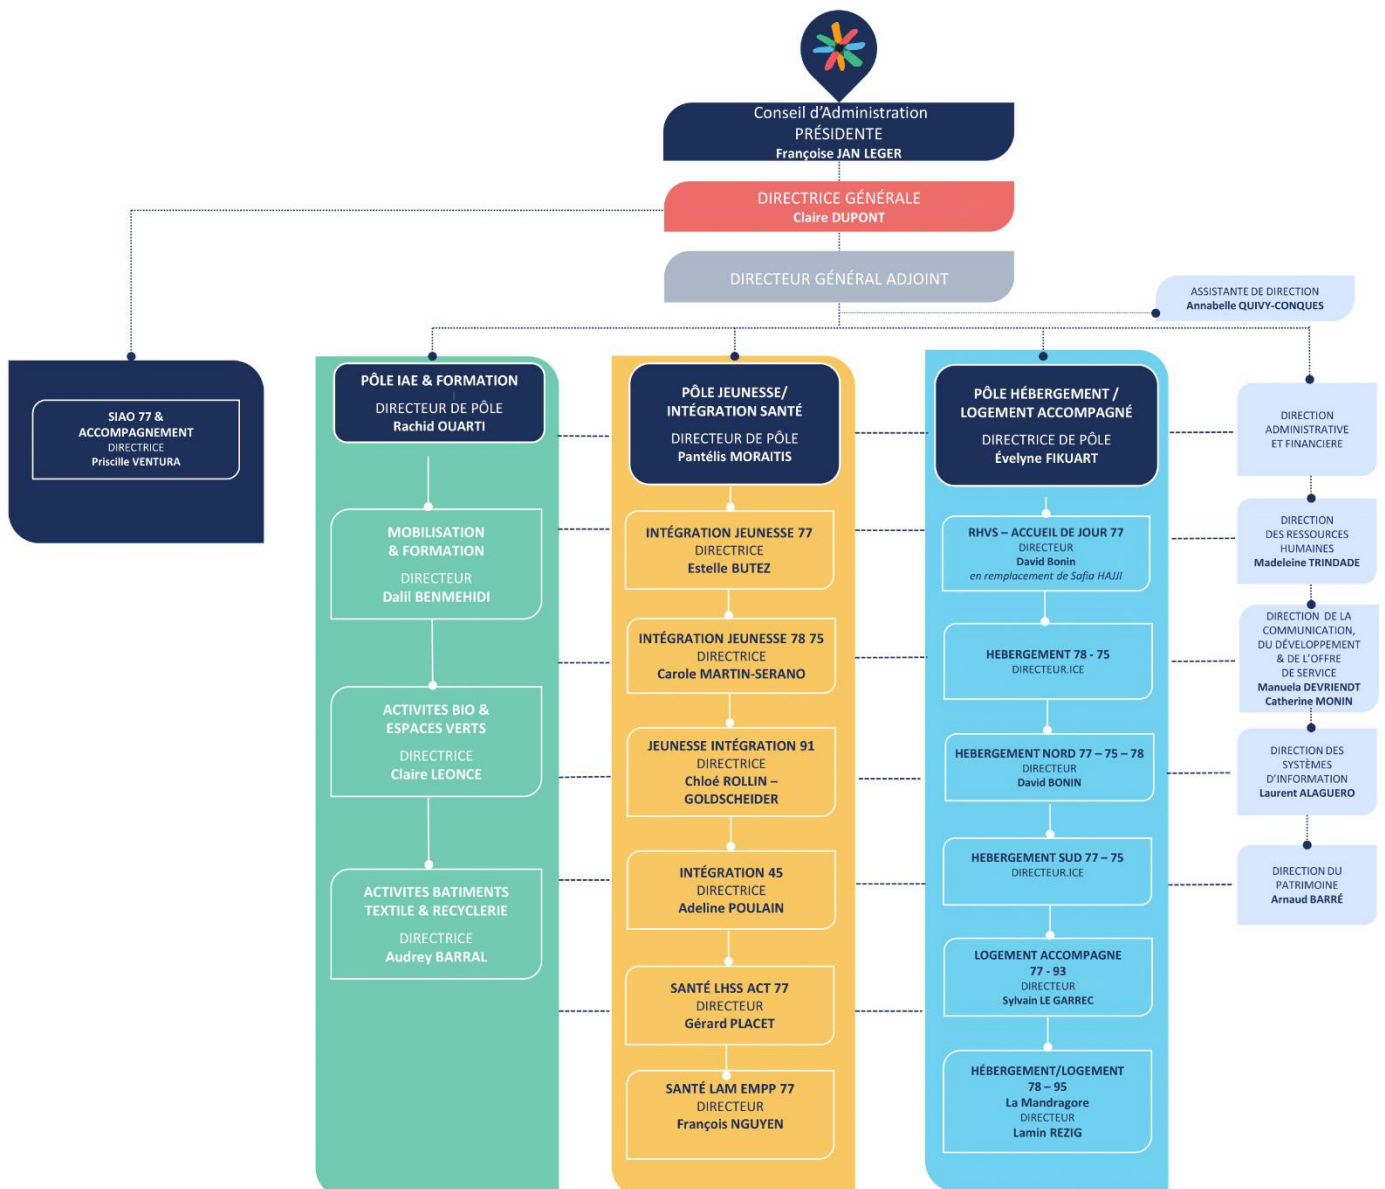 Conseil d'Administration
PRÉSIDENTE
Françoise JAN LEGER
DIRECTRICE GÉNÉRALE
Claire DUPONT
DIRECTEUR GÉNÉRAL ADJOINT
ASSISTANTE DE DIRECTION
Annabelle QUIVY-CONQUES
SIAO 77 &
ACCOMPAGNEMENT
DIRECTRICE
Priscille VENTURA
PÔLE IAE & FORMATION
DIRECTEUR DE PÔLE
Rachid OUARTI
MOBILISATION
& FORMATION
DIRECTEUR
Dalil BENMEHIDI
ACTIVITES BIO &
ESPACES VERTS
DIRECTRICE
Claire LEONCE
ACTIVITES BATIMENTS
TEXTILE & RECYCLERIE
DIRECTRICE
Audrey BARRAL
PÔLE JEUNESSE/
INTÉGRATION SANTÉ
DIRECTEUR DE PÔLE
Pantélis MORAITIS
INTÉGRATION JEUNESSE 77
DIRECTRICE
Estelle BUTEZ
INTÉGRATION JEUNESSE 78 75
DIRECTRICE
Carole MARTIN-SERANO
JEUNESSE INTÉGRATION 91
DIRECTRICE
Chloé ROLLIN –
GOLDSCHEIDER
INTÉGRATION 45
DIRECTRICE
Adeline POULAIN
SANTÉ LHSS ACT 77
DIRECTEUR
Gérard PLACET
SANTÉ LAM EMPP 77
DIRECTEUR
François NGUYEN
PÔLE HÉBERGEMENT /
LOGEMENT ACCOMPAGNÉ
DIRECTRICE DE PÔLE
Évelyne FIKUART
RHVS – ACCUEIL DE JOUR 77
DIRECTEUR
David Bonin
en remplacement de Safia HAJJI
HEBERGEMENT 78 - 75
DIRECTEUR.ICE
HEBERGEMENT NORD 77 – 75 – 78
DIRECTEUR
David BONIN
HEBERGEMENT SUD 77 – 75
DIRECTEUR.ICE
LOGEMENT ACCOMPAGNE
77 - 93
DIRECTEUR
Sylvain LE GARREC
HÉBERGEMENT/LOGEMENT
78 – 95
La Mandragore
DIRECTEUR
Lamin REZIG
DIRECTION
ADMINISTRATIVE
ET FINANCIERE
DIRECTION
DES RESSOURCES
HUMAINES
Madeleine TRINDADE
DIRECTION DE LA
COMMUNICATION,
DU DÉVELOPPEMENT
& DE L'OFFRE
DE SERVICE
Manuela DEVRIENDT
Catherine MONIN
DIRECTION DES
SYSTÈMES
D'INFORMATION
Laurent ALAGUERO
DIRECTION DU
PATRIMOINE
Arnaud BARRÉ